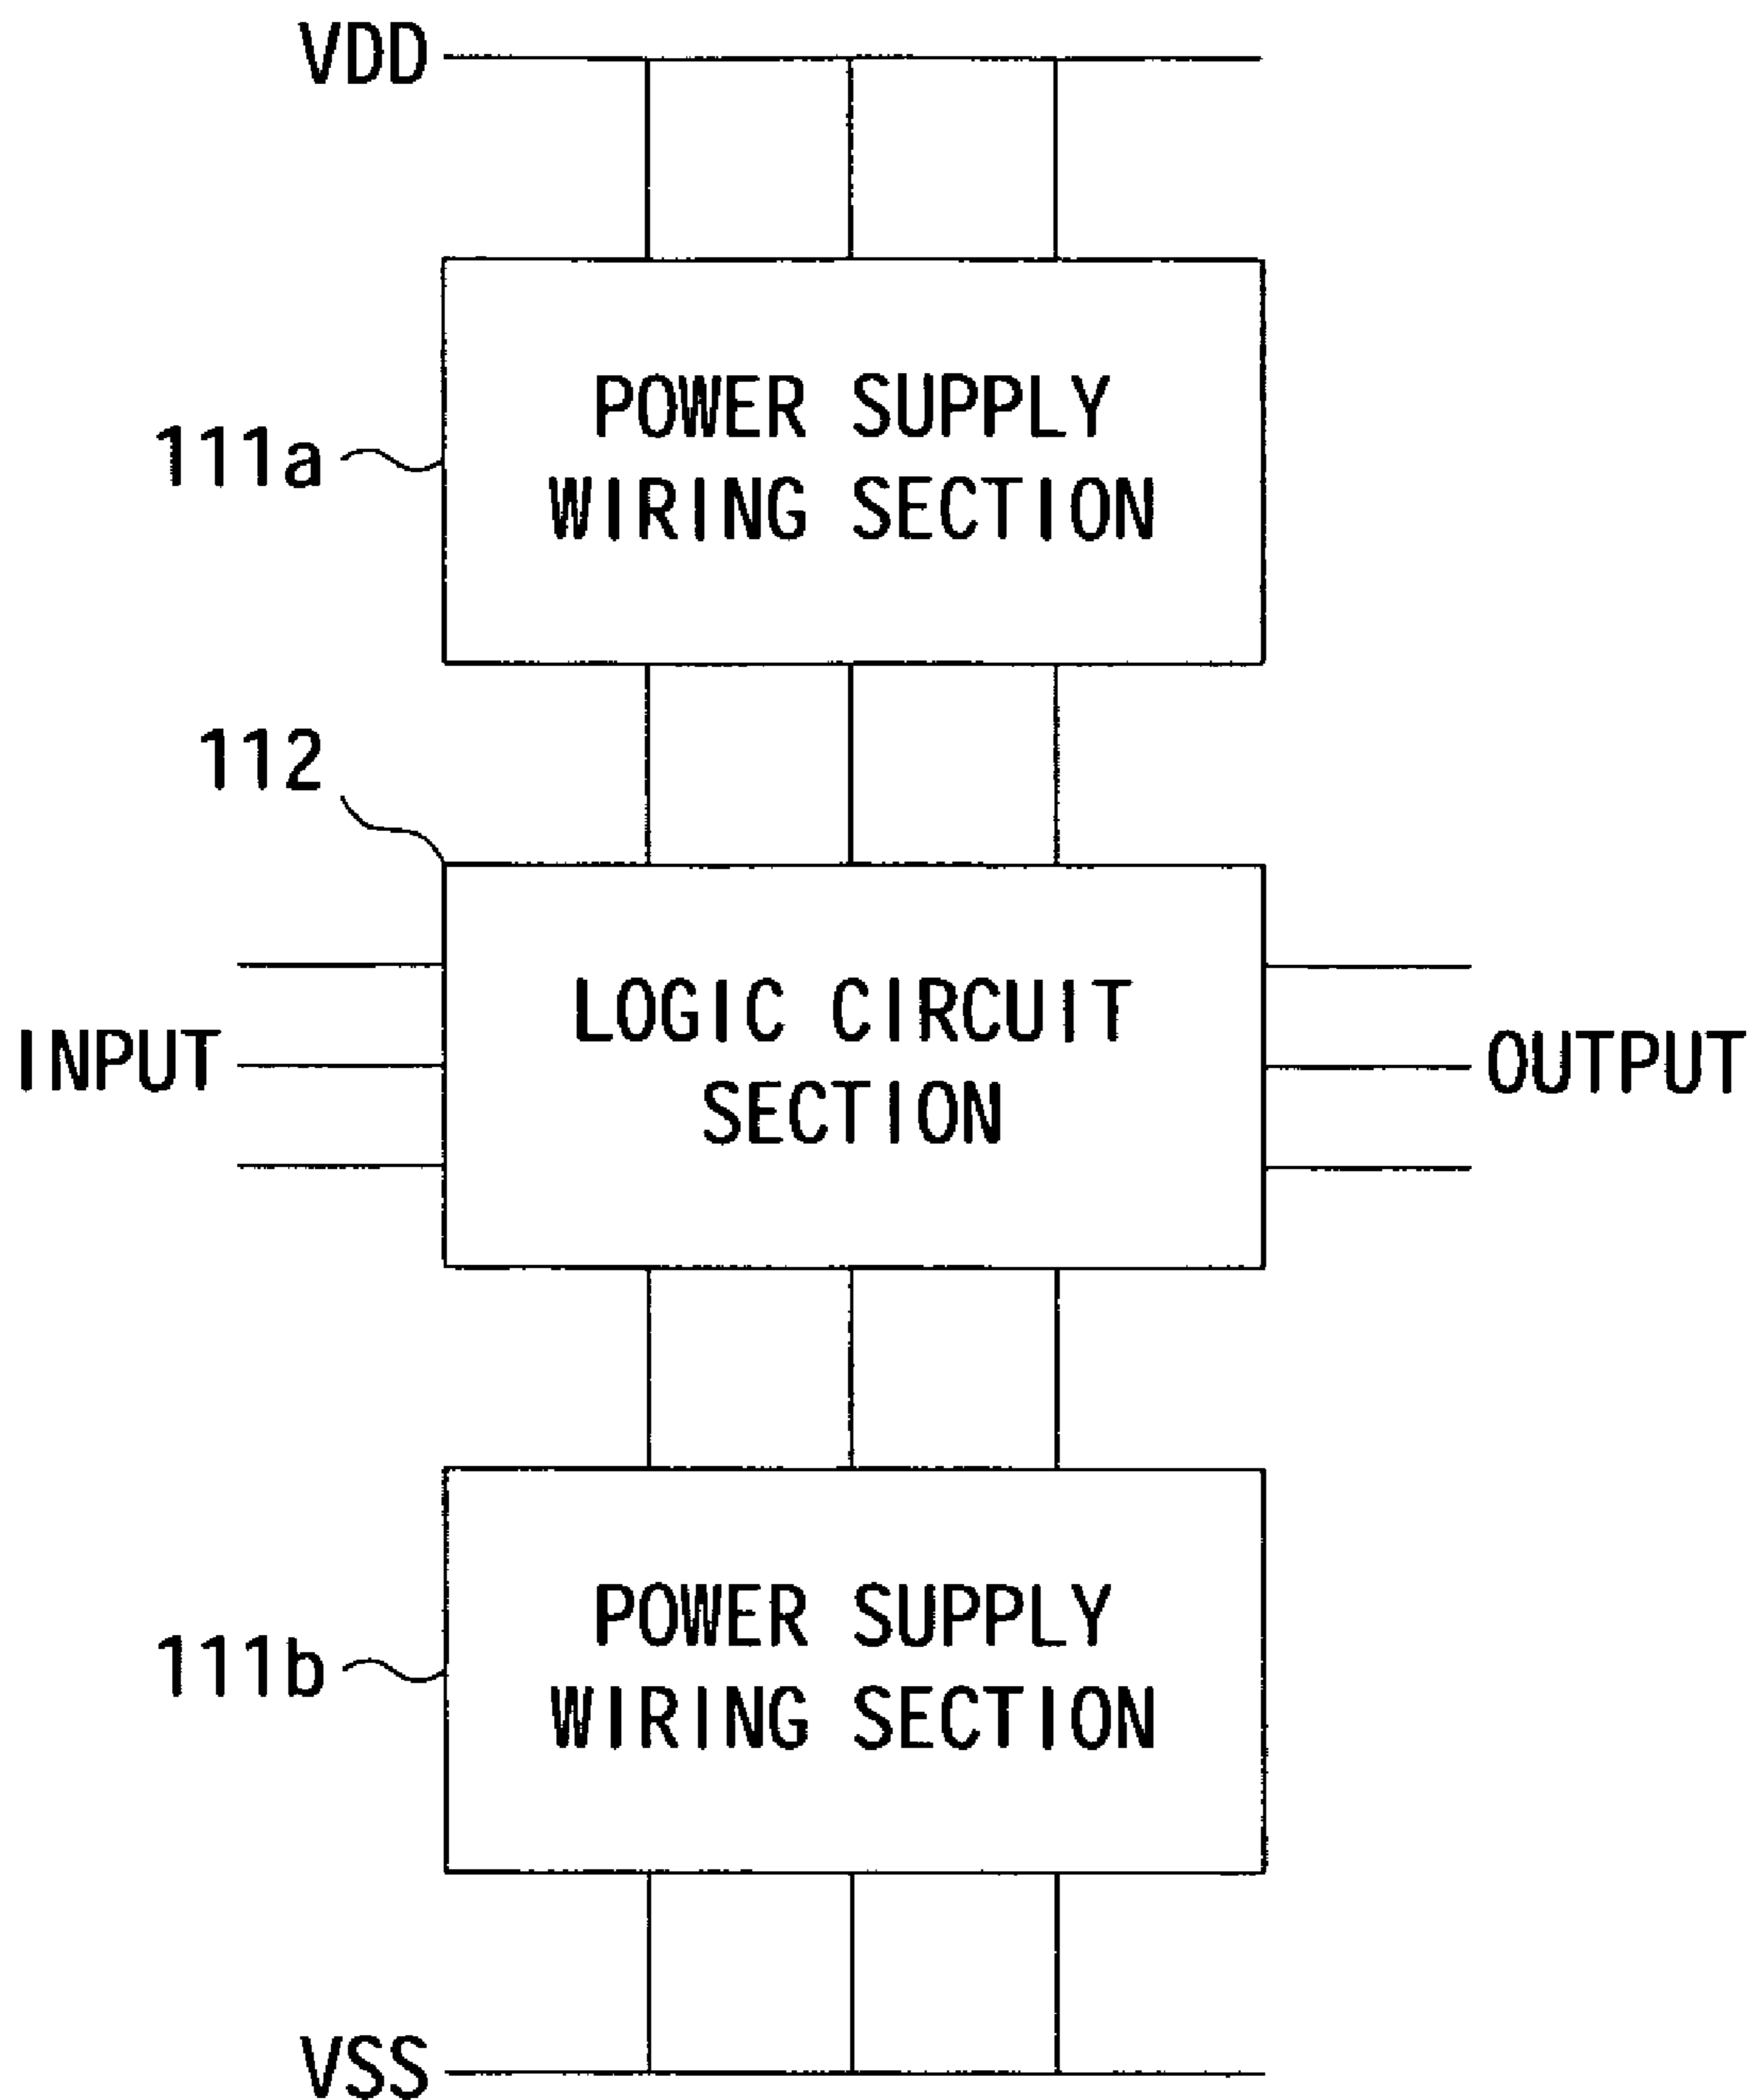 VDD
POWER SUPPLY
111a
WIRING SECTION
112
LOGIC CIRCUIT
INPUT
OUTPUT
SECTION
POWER SUPPLY
111b
WIRING SECTION
VSS